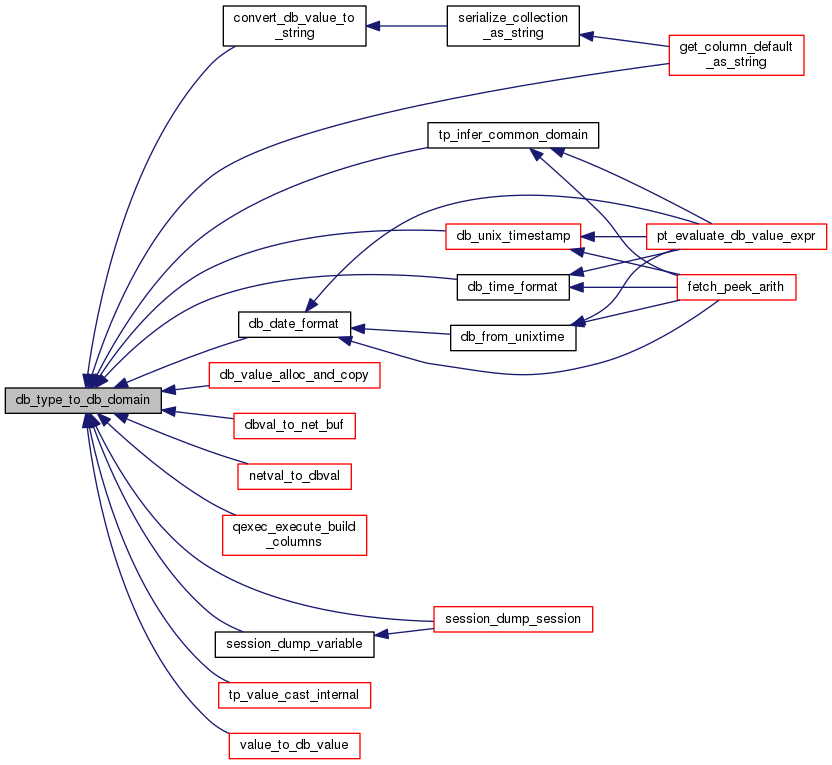 convert_db_value_to
_string
serialize_collection
_as_string
get_column_default
_as_string
tp_infer_common_domain
db_unix_timestamp
pt_evaluate_db_value_expr
db_time_format
fetch_peek_arith
db_date_format
db_from_unixtime
db_value_alloc_and_copy
db_type_to_db_domain
dbval_to_net_buf
netval_to_dbval
qexec_execute_build
_columns
session_dump_session
session_dump_variable
tp_value_cast_internal
value_to_db_value